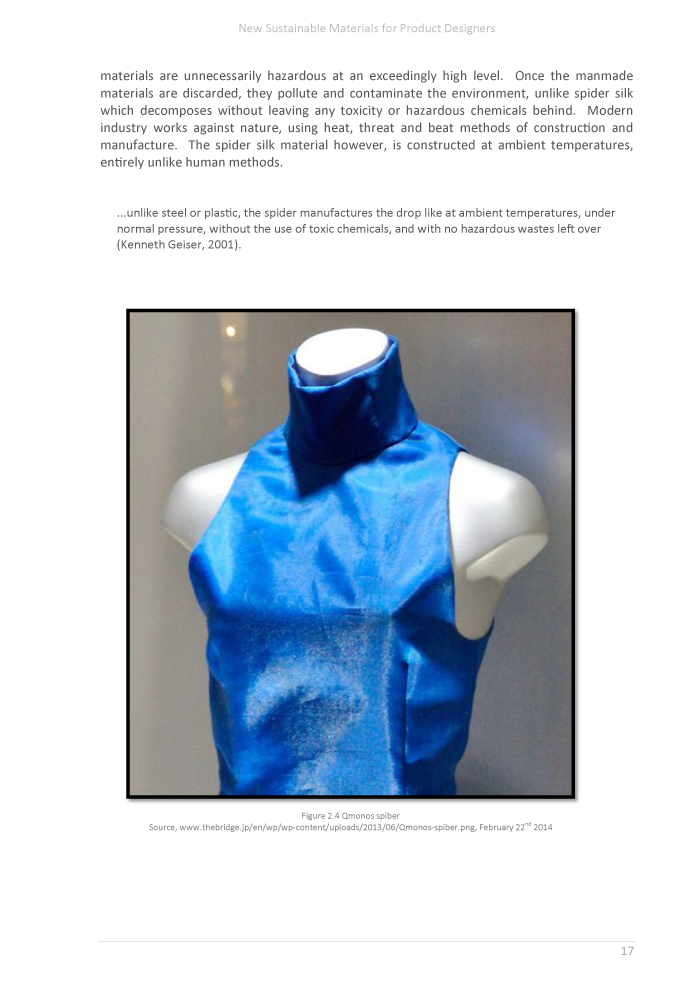 New Sustainable Materials for Product Designers
materials are unnecessarily hazardous at an exceedingly high level. Once the manmade
materials are discarded, they pollute and contaminate the environment, unlike spider silk
which decomposes without leaving any toxicity or hazardous chemicals behind. Modern
industry works against nature, using heat, threat and beat methods of construction and
manufacture. The spider silk material however, is constructed at ambient temperatures,
entirely unlike human methods.
...unlike steel or plastic, the spider manufactures the drop like at ambient temperatures, under
normal pressure, without the use of toxic chemicals, and with no hazardous wastes left over
(Kenneth Geiser, 2001).
Figure 2.4 Qmonos spiber
Source, www.thebridge.jp/en/wp/wp-content/uploads/2013/06/Qmonos-spiber.png, February 22nd 2014
17